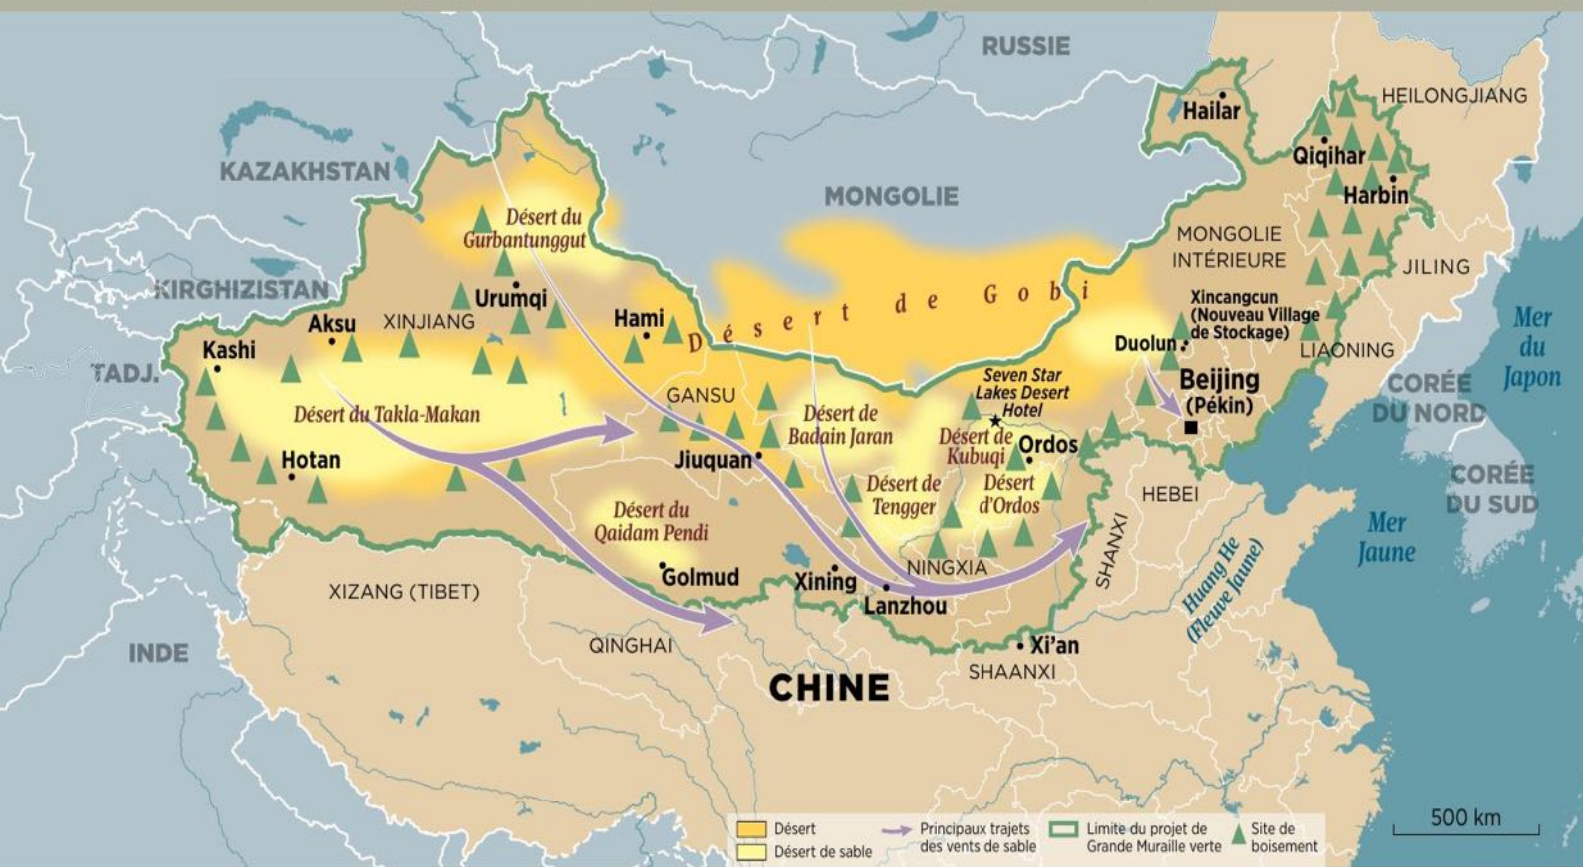 RUSSIE
HEILONGJIANG
Hailar
Qiqihar
KAZAKHSTAN
MONGOLIE
Harbin
Désert du
Gurbantunggut
MONGOLIE
INTÉRIEURE
JILING
KIRGHIZISTAN
Urumqi
Xincangcun
(Nouveau Village
de Stockage)
Aksu
XINJIANG
Hami
Désert de Gobi
Mer
du
Japon
Kashi
Duolun
LIAONING
TADJ.
GANSU
Seven Star
Lakes Desert
Hotel
Beijing
(Pékin)
CORÉE
DU NORD
Désert du Takla-Makan
Désert de
Badain Jaran
Désert de
Kubuqi
Ordos
Hotan
Jiuquan
Désert de
Tengger
Désert
d'Ordos
HEBEI
CORÉE
DU SUD
Désert du
Qaidam Pendi
SHANXI
Mer
Jaune
Huang He
(Fleuve Jaune)
Golmud
Xining
NINGXIA
Lanzhou
XIZANG (TIBET)
INDE
QINGHAI
Xi'an
SHAANXI
CHINE
500 km
Désert
Désert de sable
Principaux trajets
des vents de sable
Limite du projet de
Grande Muraille verte
Site de
boisement